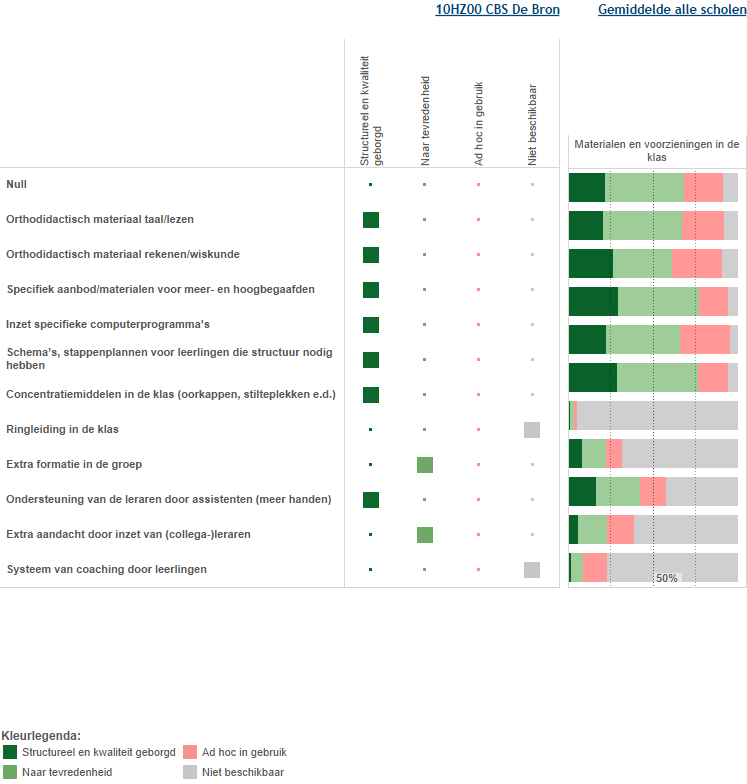 10HZ00 CBS De Bron
Gemiddelde alle scholen
Structureel en kwaliteit
geborgd
Naar tevredenheid
Ad hoc in gebruik
Niet beschikbaar
Materialen en voorzieningen in de
klas
Null
Orthodidactisch materiaal taal/lezen
Orthodidactisch materiaal rekenen/wiskunde
Specifiek aanbod/materialen voor meer- en hoogbegaafden
Inzet specifieke computerprogramma's
Schema's, stappenplannen voor leerlingen die structuur nodig
hebben
Concentratiemiddelen in de klas (oorkappen, stilteplekken e.d.)
Ringleiding in de klas
Extra formatie in de groep
Ondersteuning van de leraren door assistenten (meer handen)
Extra aandacht door inzet van (collega-)leraren
Systeem van coaching door leerlingen
50%
Kleurlegenda:
Structureel en kwaliteit geborgd
Ad hoc in gebruik
Naar tevredenheid
Niet beschikbaar